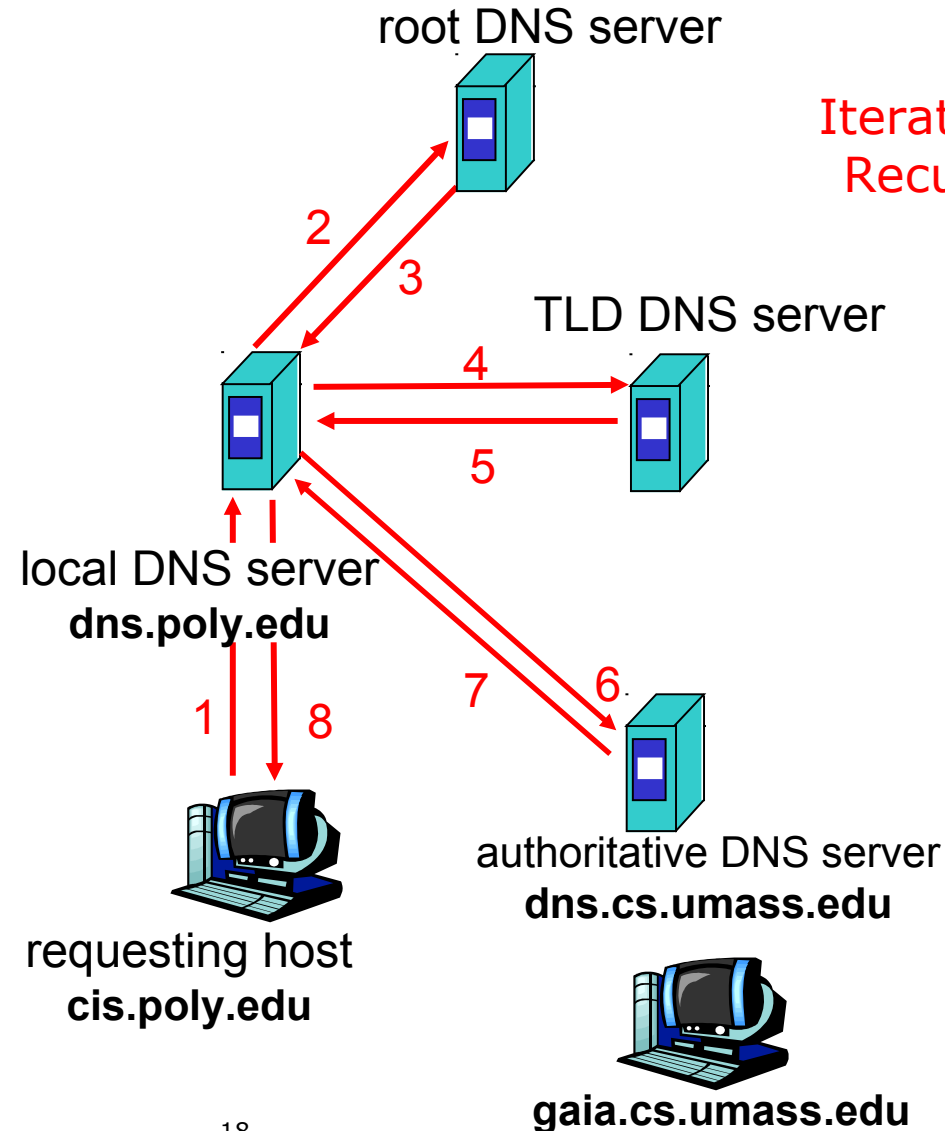 root DNS server
Iterat
Recu
2
3
TLD DNS server
4
5
local DNS server
dns.poly.edu
1
8
7
6
authoritative DNS server
dns.cs.umass.edu
requesting host
cis.poly.edu
gaia.cs.umass.edu
18